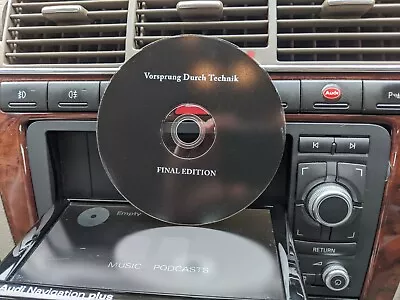 Vorsprung Durch Technik
FINAL EDITION
Audi
P
RETURN
Empty
MUSIC PODCASTS
Audi Navigation plus